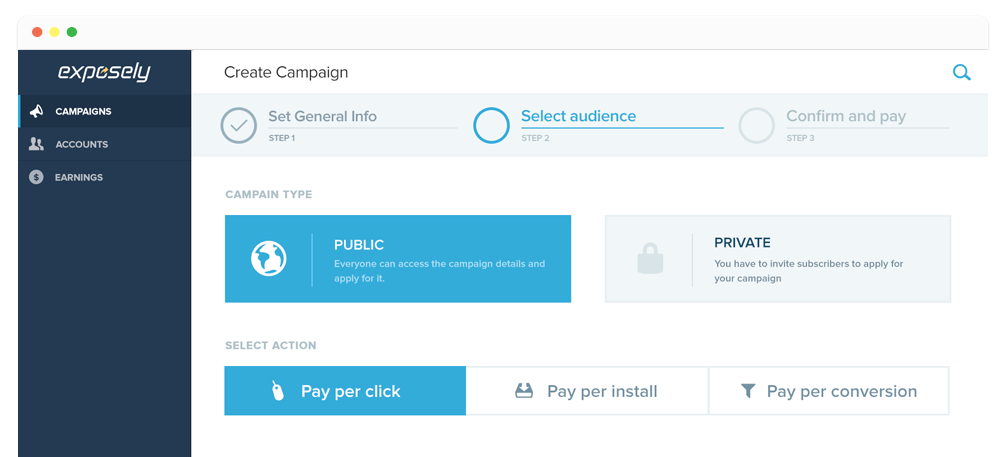 exposely
Create Campaign
CAMPAIGNS
ACCOUNTS
$ EARNINGS
Set General Info
STEP 1
Select audience
STEP 2
Confirm and pay
STEP 3
CAMPAIN TYPE
PUBLIC
Everyone can access the campaign details and
apply for it.
PRIVATE
You have to invite subscribers to apply for
your campaign
SELECT ACTION
Pay per click
Pay per install
Pay per conversion